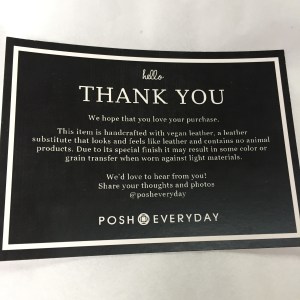 hello
THANK YOU
We hope that you love your purchase.
This item is handcrafted with vegan leather, a leather
substitute that looks and feels like leather and contains no animal
products. Due to its special finish it may result in some color or
grain transfer when worn against light materials.
We'd love to hear from you!
Share your thoughts and photos
@posheveryday
POSH EVERYDAY